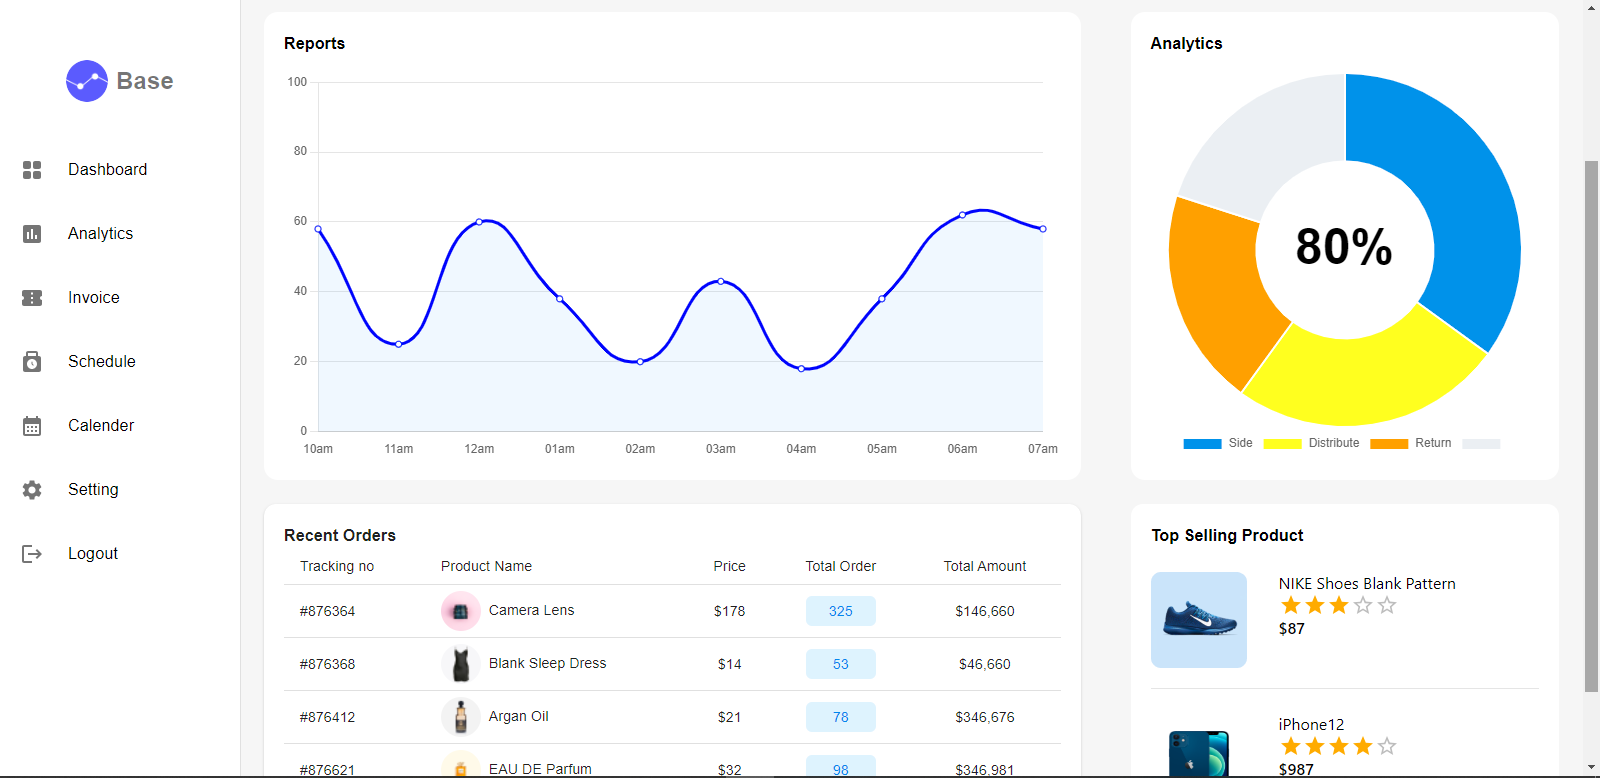 Base
Dashboard
Analytics
Invoice
Schedule
Calender
Setting
Logout
Reports
100
80
60
40
20
0
10am 11am 12am 01am 02am 03am 04am 05am 06am 07am
Analytics
80%
Side Distribute Return
Recent Orders
Tracking no Product Name Price Total Order Total Amount
#876364 Camera Lens $178 325 $146,660
#876368 Blank Sleep Dress $14 53 $46,660
#876412 Argan Oil $21 78 $346,676
#876621 EAU DE Parfum $32 98 $346,981
Top Selling Product
NIKE Shoes Blank Pattern
$87
iPhone12
$987